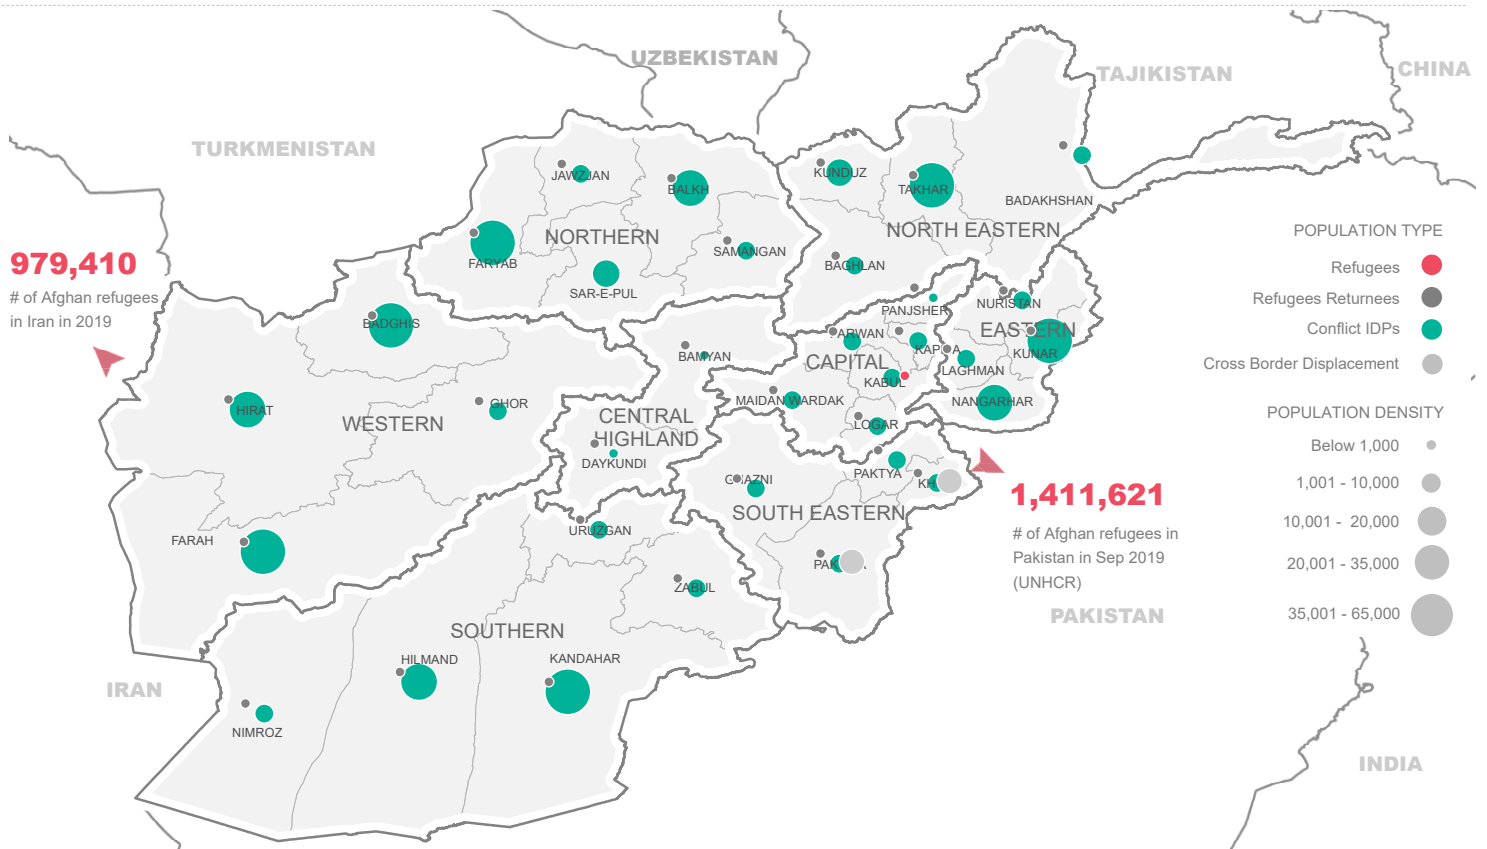 UZBEKISTAN
TAJIKISTAN
CHINA
TURKMENISTAN
JAWZJAN
BALKH
KUNDUZ
TAKHAR
BADAKHSHAN
NORTHERN
NORTH EASTERN
FARYAB
SAMANGAN
BAGHLAN
SAR-E-PUL
979,410
# of Afghan refugees
in Iran in 2019
BADGHIS
PANJSHER
NURISTAN
EASTERN
KUNAR
BAMYAN
CAPITAL
LAGHMAN
KABUL
HIRAT
GHOR
WESTERN
MAIDAN WARDAK
NANGARHAR
CENTRAL
HIGHLAND
LOGAR
DAYKUNDI
PAKTYA
SOUTH EASTERN
URUZGAN
FARAH
ZABUL
SOUTHERN
HILMAND
KANDAHAR
NIMROZ
IRAN
1,411,621
# of Afghan refugees in
Pakistan in Sep 2019
(UNHCR)
PAKISTAN
INDIA
POPULATION TYPE
Refugees
Refugees Returnees
Conflict IDPs
Cross Border Displacement
POPULATION DENSITY
Below 1,000
1,001 - 10,000
10,001 - 20,000
20,001 - 35,000
35,001 - 65,000